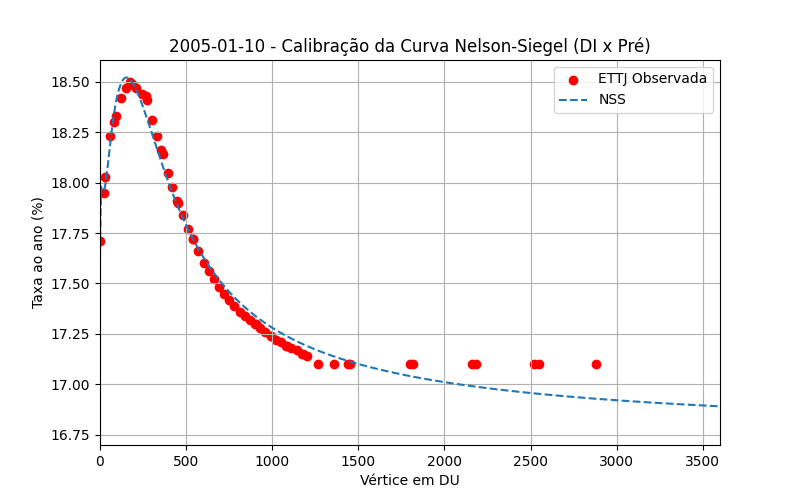 2005-01-10 - Calibração da Curva Nelson-Siegel (DI x Pré)
ETTJ Observada
NSS
Taxa ao ano (%)
18.50
18.25
18.00
17.75
17.50
17.25
17.00
16.75
0 500 1000 1500 2000 2500 3000 3500
Vértice em DU